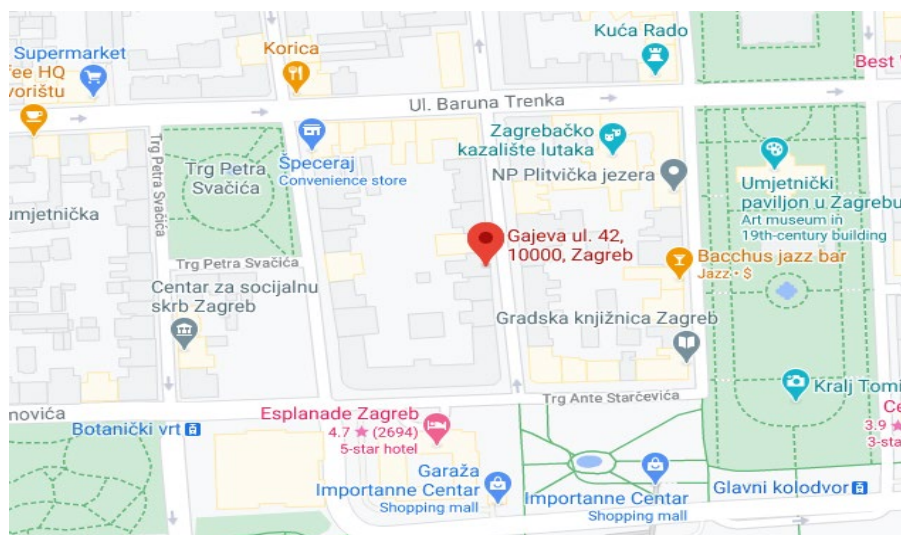 Kuća Rado
Supermarket
Korica
Best
fee HQ
vorištu
Ul. Baruna Trenka
Trg Petra Svačića
Trg Petra
Svačića
Špeceraj
Convenience store
Zagrebačko
kazalište lutaka
NP Plitvička jezera
Umjetnički
paviljon u Zagrebu
Art museum in
19th-century building
umjetnička
Gajeva ul. 42,
10000, Zagreb
Trg Petra Svačića
Bacchus jazz bar
Jazz • $
Centar za socijalnu
skrb Zagreb
Gradska knjižnica Zagreb
Kralj Tomi
Trg Ante Starčevića
movića
Botanički vrt
Esplanade Zagreb
4.7 ★ (2694)
5-star hotel
Ce
3.9 ★
3-sta
Garaža
Importanne Centar
Shopping mall
Importanne Centar
Shopping mall
Glavni kolodvor